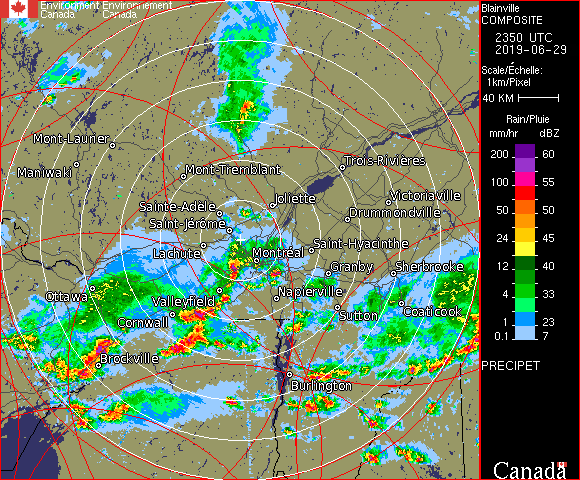 Environment Environnement
Canada Canada
Mont-Laurier
Maniwaki
Mont-Tremblant
Trois-Rivières
Sainte-Adèle
Joliette
Victoriaville
Saint-Jérôme
Drummondville
Lachute
Montréal
Saint-Hyacinthe
Granby
Sherbrooke
Ottawa
Valleyfield
Napierville
Cornwall
Sutton
Coaticook
Brockville
Burlington
Blainville
COMPOSITE
2350 UTC
2019-06-29
Scale/Échelle:
1km/Pixel
40 KM
Rain/Pluie
mm/hr dBZ
200 60
100 55
50 50
24 45
12 40
4 33
1 23
0.1 7
PRECIPET
Canada